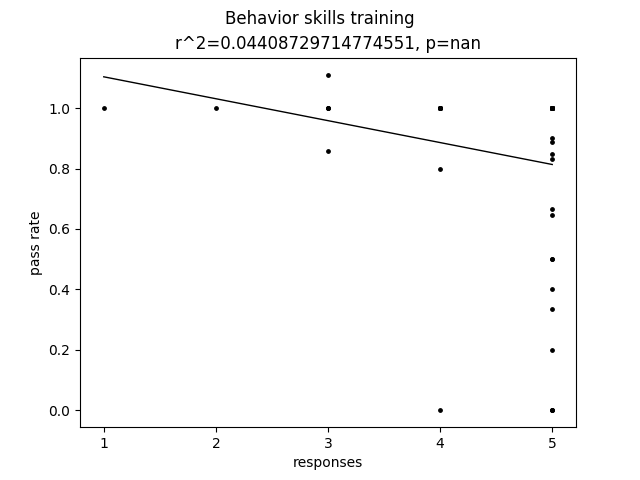 Behavior skills training
r^2=0.04408729714774551, p=nan
pass rate
1.0
0.8
0.6
0.4
0.2
0.0
1 2 3 4 5
responses